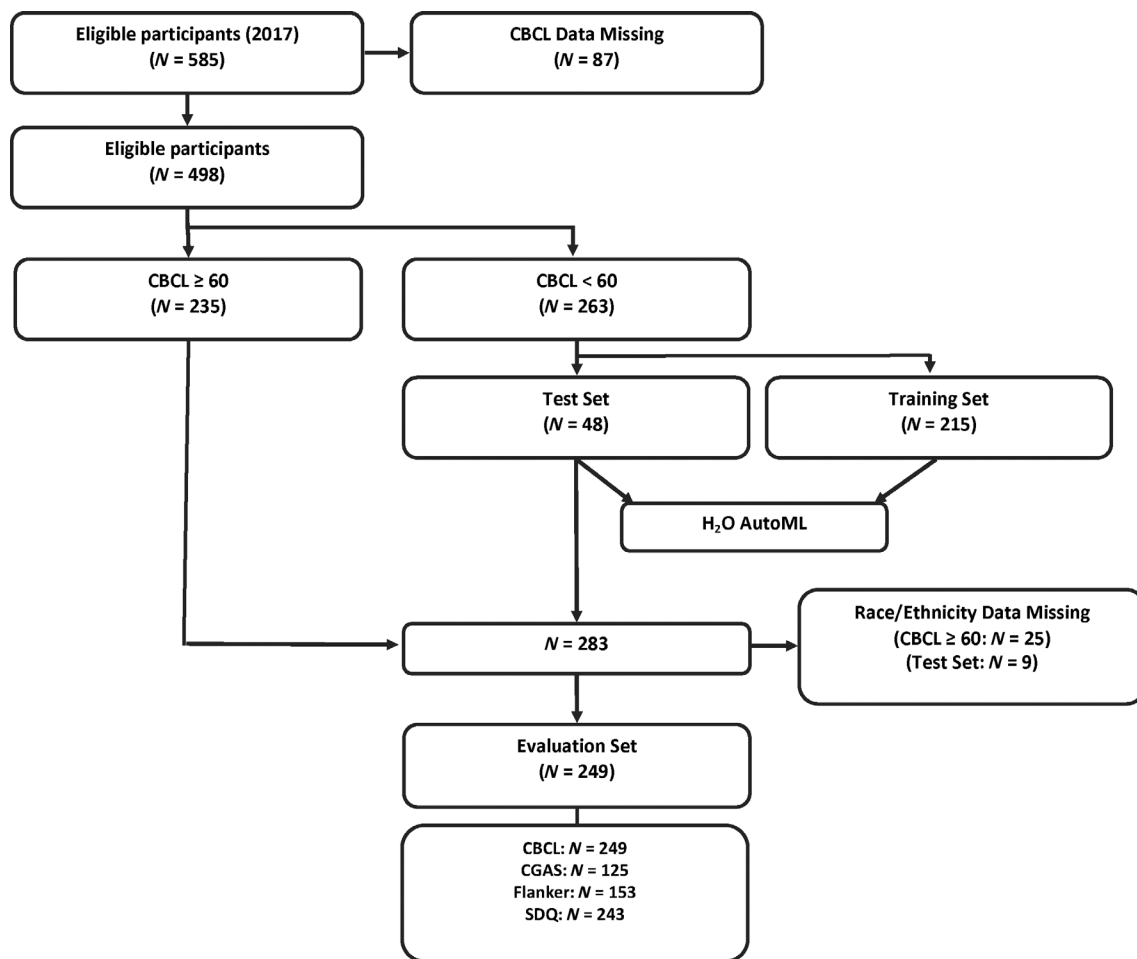 Eligible participants (2017)
(N = 585)
CBCL Data Missing
(N = 87)
Eligible participants
(N = 498)
CBCL ≥ 60
(N = 235)
CBCL < 60
(N = 263)
Test Set
(N = 48)
Training Set
(N = 215)
H₂O AutoML
N = 283
Race/Ethnicity Data Missing
(CBCL ≥ 60: N = 25)
(Test Set: N = 9)
Evaluation Set
(N = 249)
CBCL: N = 249
CGAS: N = 125
Flanker: N = 153
SDQ: N = 243